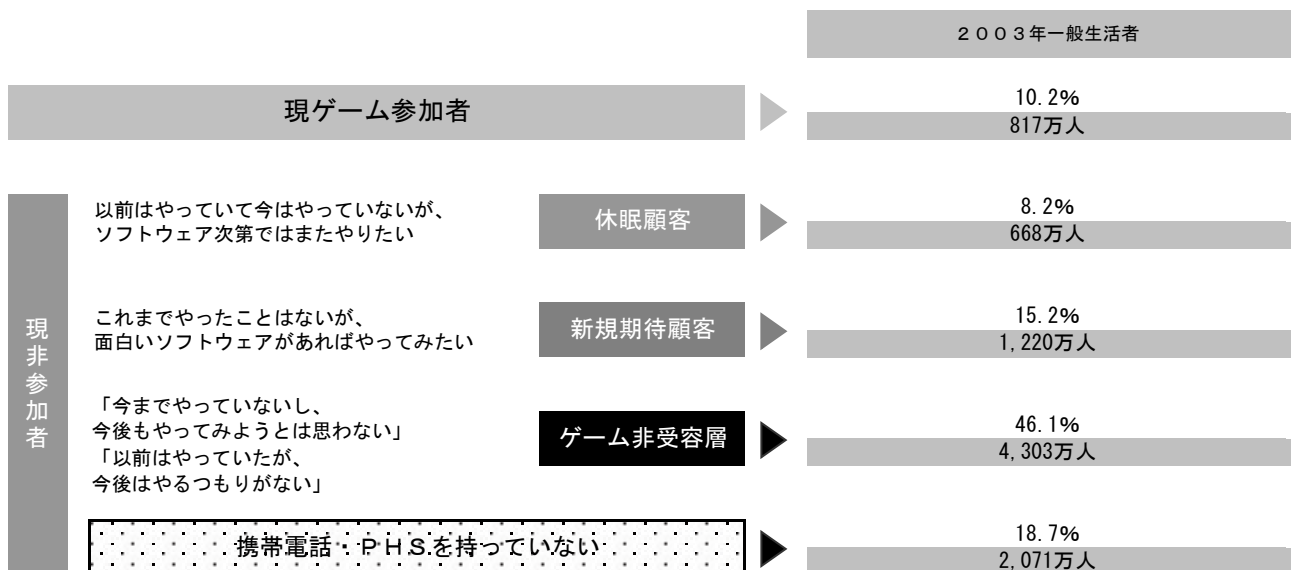 ２００３年一般生活者
現ゲーム参加者
10.2%
817万人
現非参加者
以前はやっていて今はやっていないが、
ソフトウェア次第ではまたやりたい
休眠顧客
8.2%
668万人
これまでやったことはないが、
面白いソフトウェアがあればやってみたい
新規期待顧客
15.2%
1,220万人
「今までやっていないし、
今後もやってみようとは思わない」
「以前はやっていたが、
今後はやるつもりがない」
ゲーム非受容層
46.1%
4,303万人
携帯電話・ＰＨＳを持っていない
18.7%
2,071万人